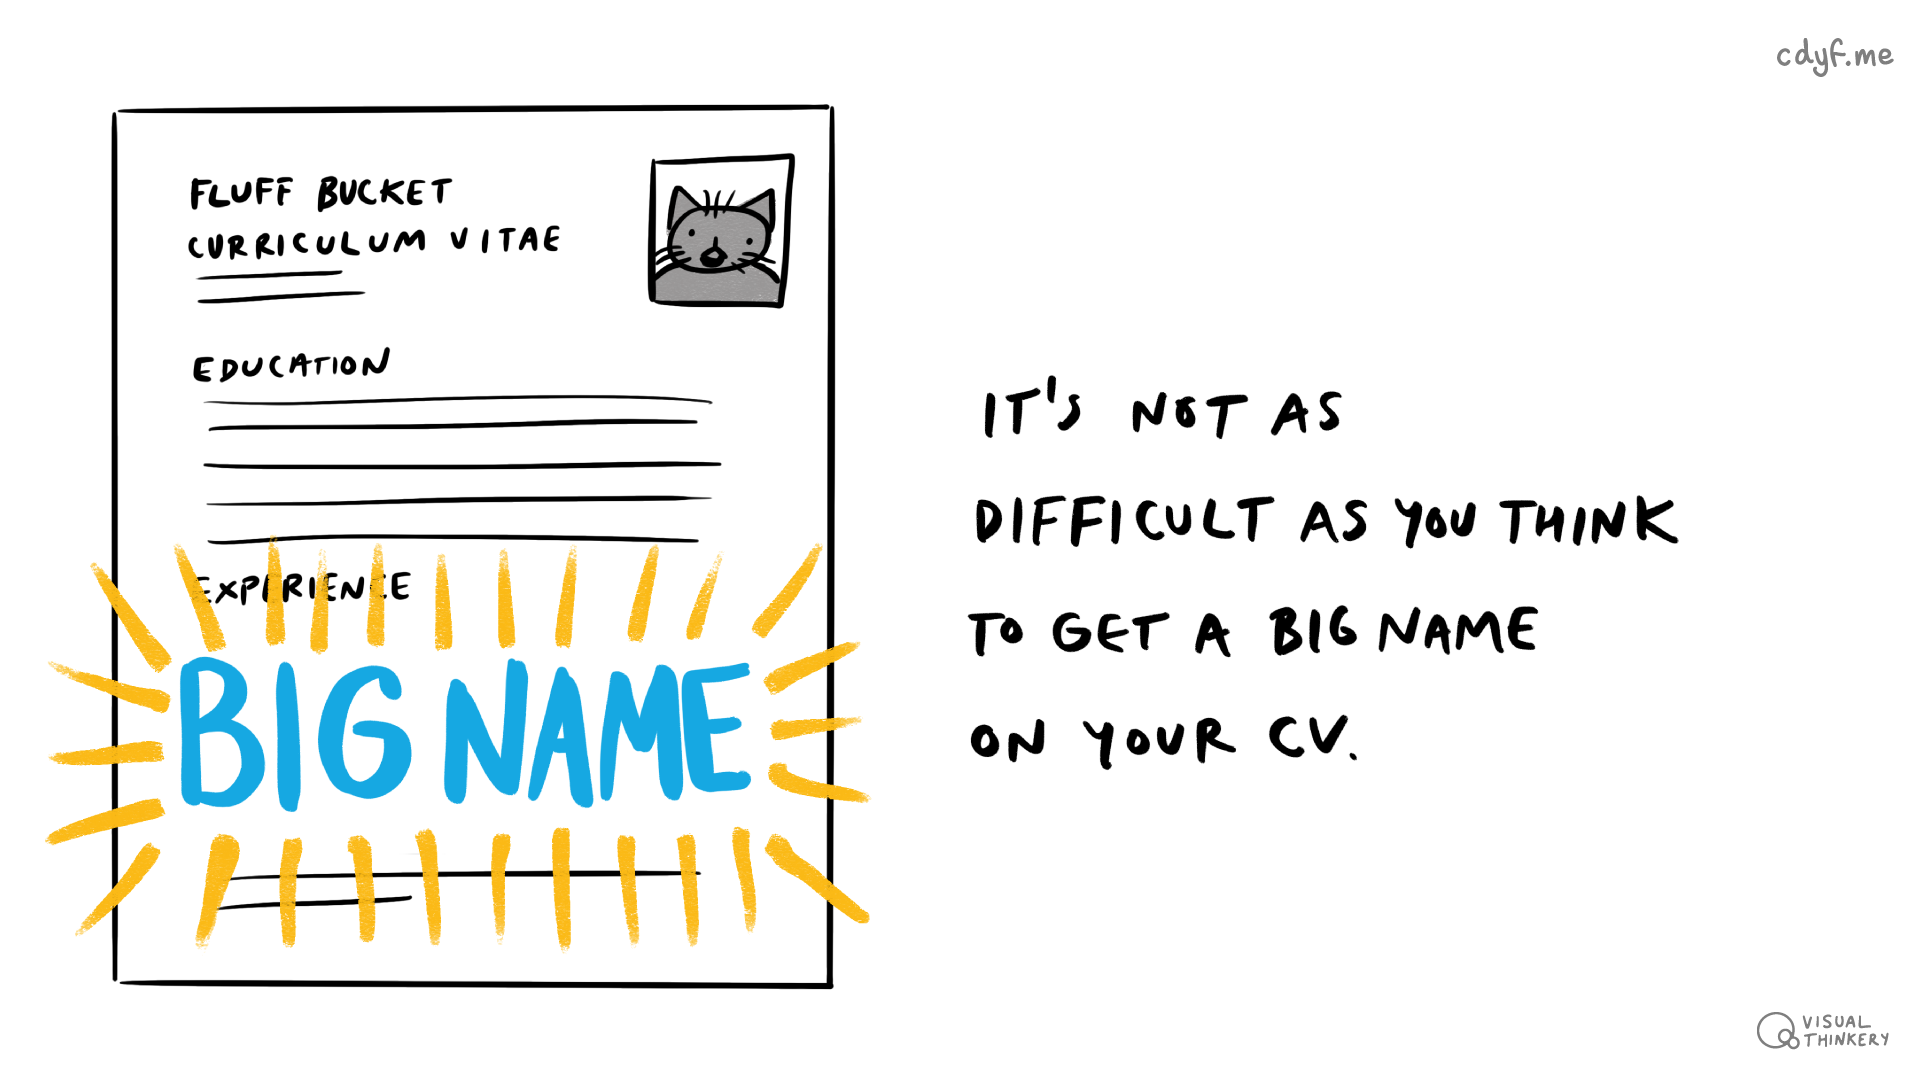 cdyf.me
FLUFF BUCKET
CURRICULUM VITAE
EDUCATION
EXPERIENCE
BIG NAME
IT'S NOT AS
DIFFICULT AS YOU THINK
TO GET A BIG NAME
ON YOUR CV.
VISUAL
THINKERY